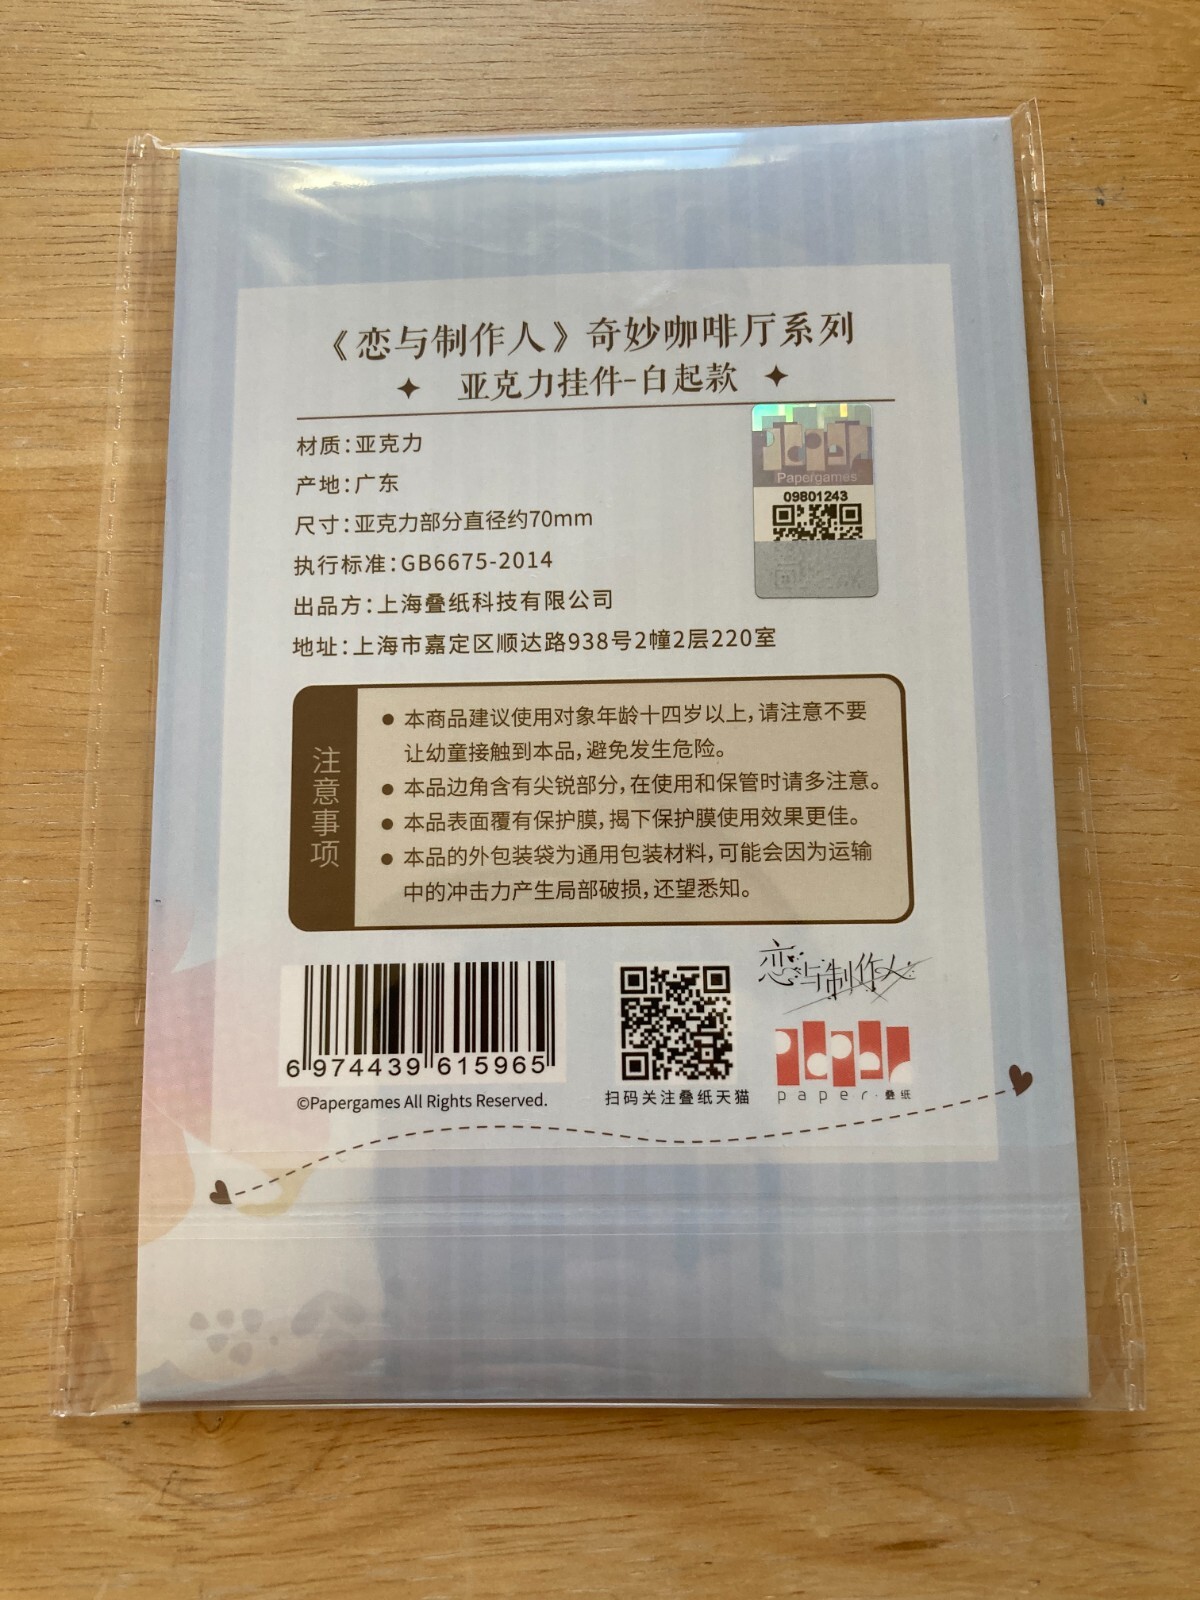 《恋与制作人》奇妙咖啡厅系列
亚克力挂件-白起款
材质:亚克力
产地:广东
尺寸:亚克力部分直径约70mm
执行标准:GB6675-2014
出品方:上海叠纸科技有限公司
地址:上海市嘉定区顺达路938号2幢2层220室
Papergames
09801243
注意事项
● 本商品建议使用对象年龄十四岁以上,请注意不要
让幼童接触到本品,避免发生危险。
● 本品边角含有尖锐部分,在使用和保管时请多注意。
● 本品表面覆有保护膜,揭下保护膜使用效果更佳。
● 本品的外包装袋为通用包装材料,可能会因为运输
中的冲击力产生局部破损,还望悉知。
6 974439 615965
©Papergames All Rights Reserved.
扫码关注叠纸天猫
恋与制作人
paper
paper·叠纸